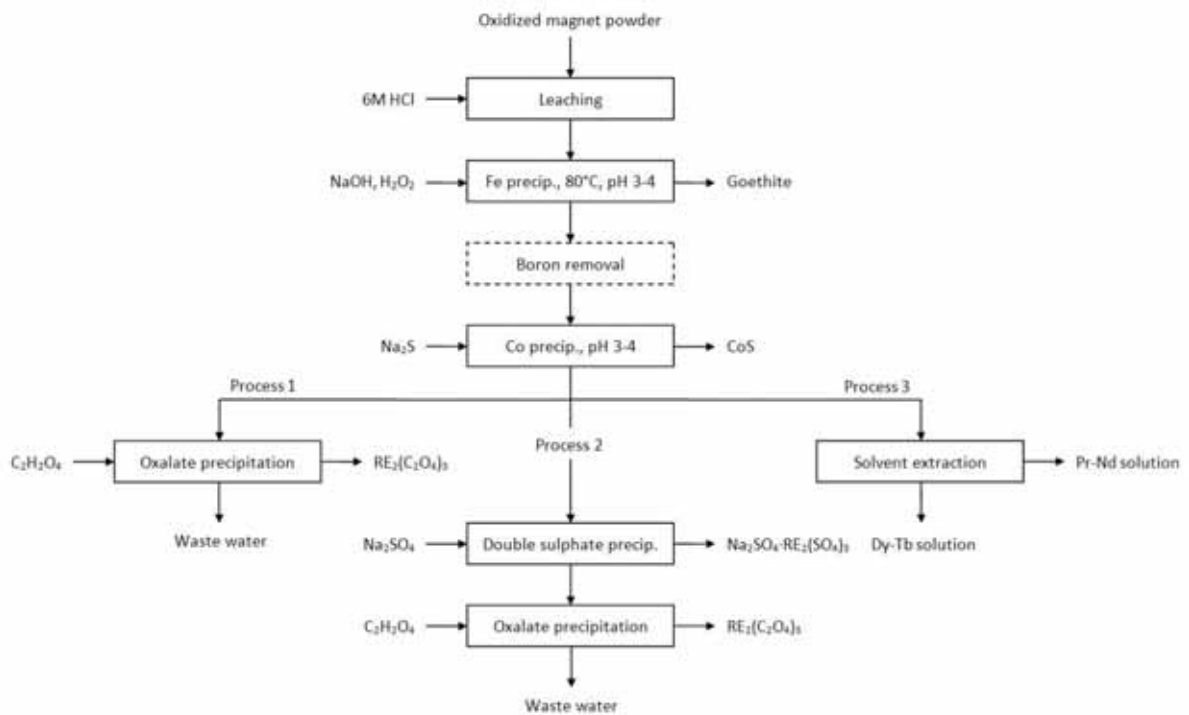 Oxidized magnet powder
6M HCl
Leaching
NaOH, H₂O₂
Fe precip., 80°C, pH 3-4
Goethite
Boron removal
Na₂S
Co precip., pH 3-4
CoS
Process 1
Process 3
Process 2
C₂H₂O₄
Oxalate precipitation
RE₂(C₂O₄)₃
Solvent extraction
Pr-Nd solution
Waste water
Na₂SO₄
Double sulphate precip.
Na₂SO₄·RE₂(SO₄)₃
Dy-Tb solution
C₂H₂O₄
Oxalate precipitation
RE₂(C₂O₄)₃
Waste water